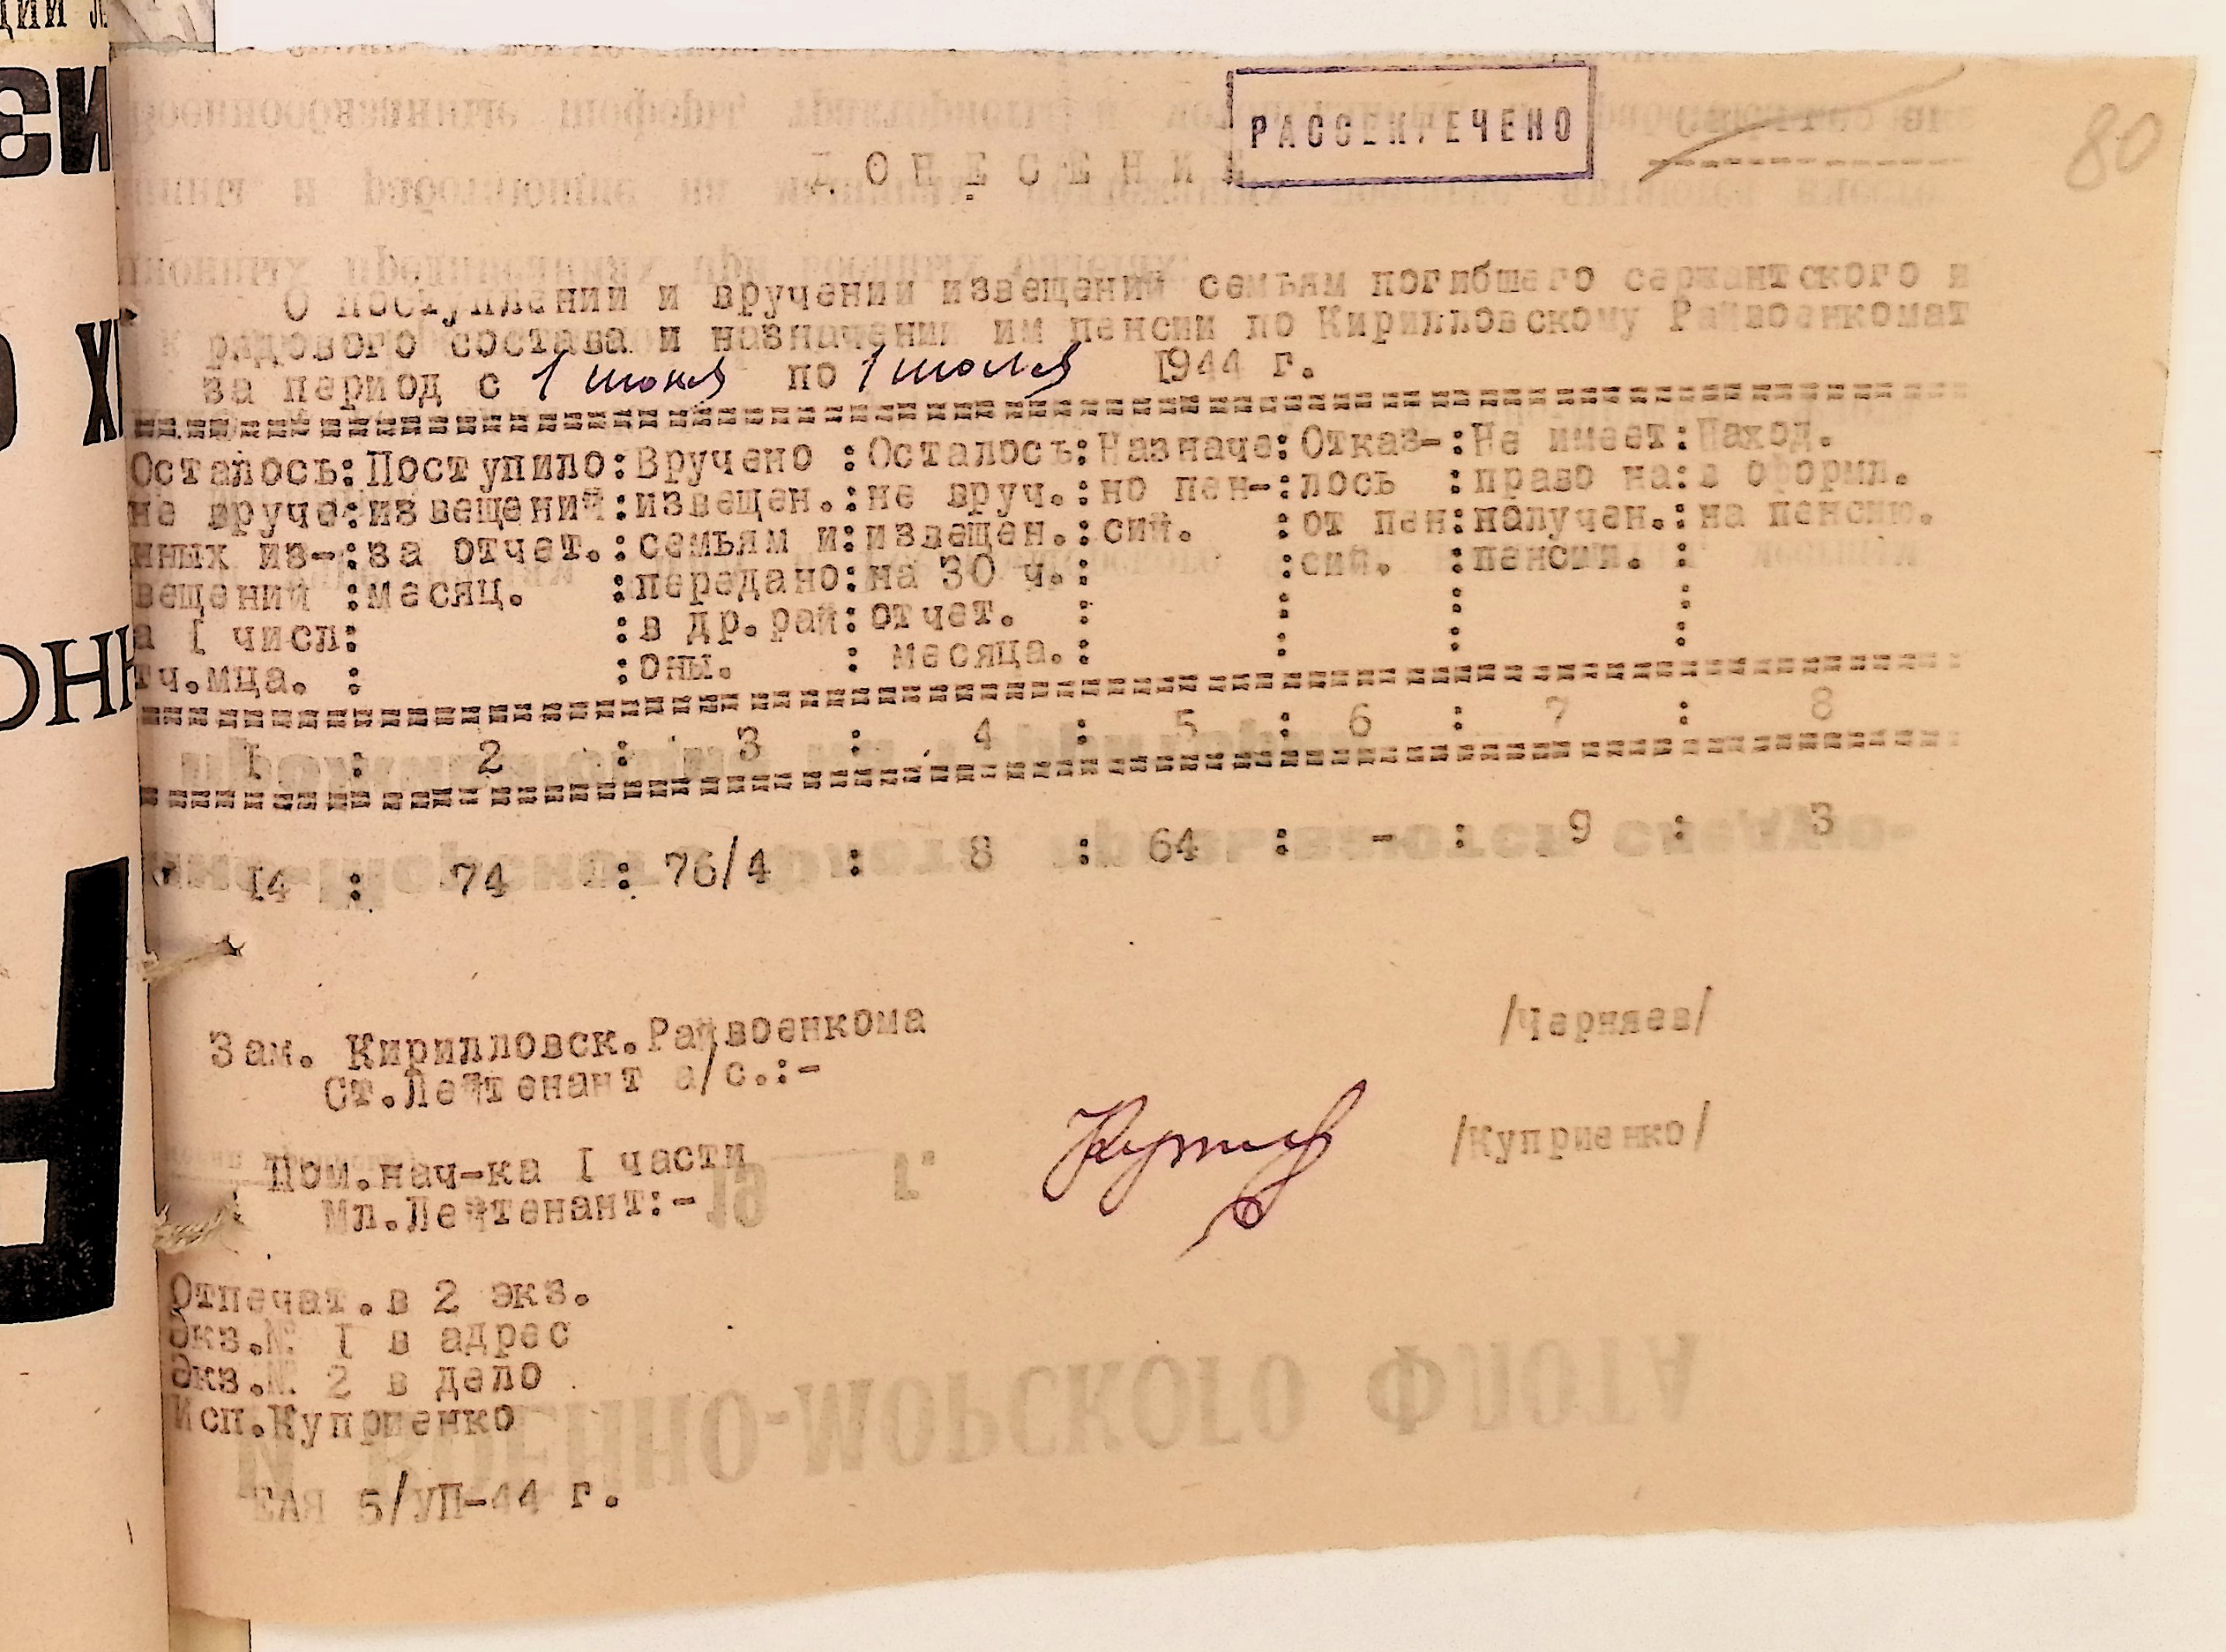 РАССЕКРЕЧЕНО
80
ДОНЕСЕНИЕ
О поступлении и вручении извещений семьям погибшего сержантского и
рядового состава и назначении им пенсии по Кирилловскому Райвоенкомат
за период с 1 июня по 1 июля 1944 г.
Осталось:Поступило:Вручено :Осталось:Назначе:Отказ-:Не имеет:Наход.
не вруче:извещений:извещен.:не вруч.:но пен-:лось :право на:в оформл.
нных из-:за отчет.:семьям и:извещен.:сий. :от пен:получен.:на пенсию.
вещений :месяц. :передано:на 30 ч.: :сий. :пенсии. :
а I числ: :в др.рай:отчет. : : : :
тч.мца. : :оны. : месяца.: : : :
I : 2 : 3 : 4 : 5 : 6 : 7 : 8
I4 : 74 : 76/4 : 8 : 64 : - : 9 : 3
Зам. Кирилловск.Райвоенкома /Черняев/
Ст.Лейтенант а/с.:-
Пом.нач-ка I части /Куприенко/
Мл.Лейтенант:-
Отпечат.в 2 экз.
Экз.№ I в адрес
Экз.№ 2 в дело
Исп.Куприенко
ЕАЯ 5/УП-44 г.